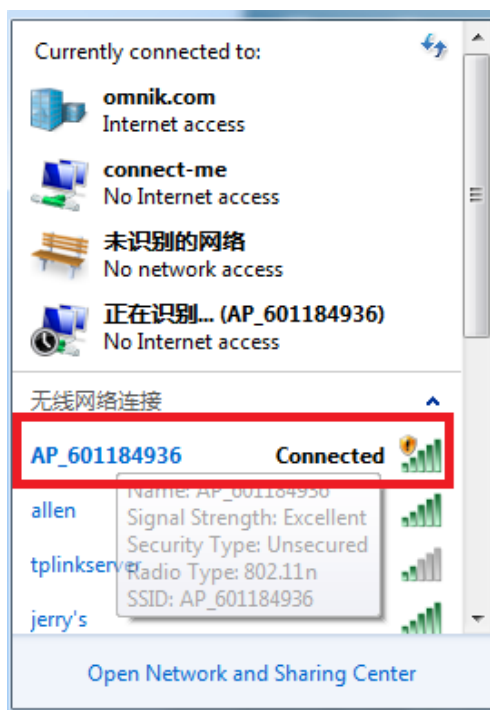 Currently connected to:
omnik.com
Internet access
connect-me
No Internet access
未识别的网络
No network access
正在识别... (AP_601184936)
No Internet access
无线网络连接
AP_601184936 Connected
Name: AP_601184936
allen
Signal Strength: Excellent
Security Type: Unsecured
tplinkserver
Radio Type: 802.11n
SSID: AP_601184936
jerry's
Open Network and Sharing Center